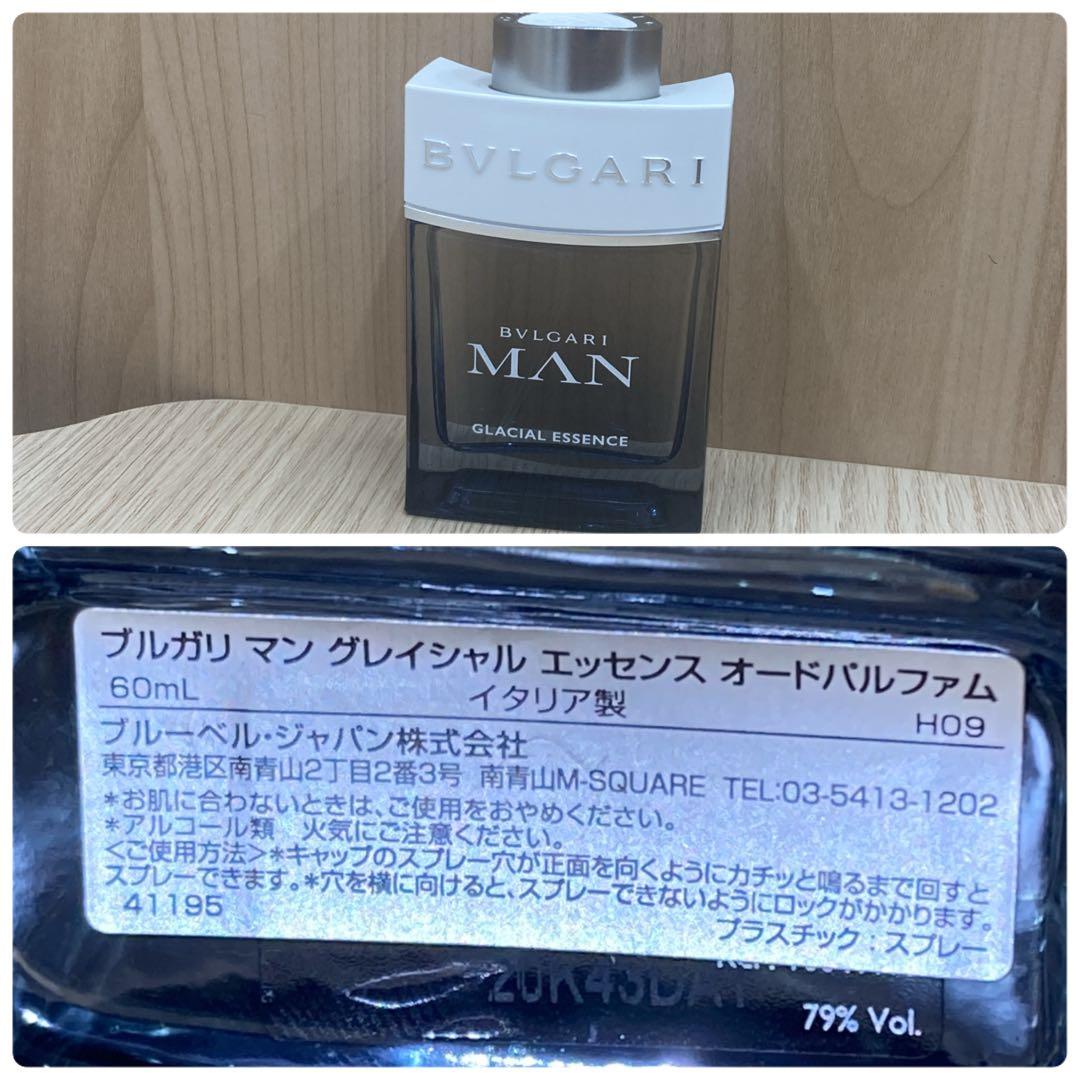 BVLGARI
BVLGARI
MAN
GLACIAL ESSENCE
ブルガリ マン グレイシャル エッセンス オードパルファム
60mL イタリア製 H09
ブルーベル・ジャパン株式会社
東京都港区南青山2丁目2番3号 南青山M-SQUARE TEL:03-5413-1202
*お肌に合わないときは、ご使用をおやめください。
*アルコール類 火気にご注意ください。
<ご使用方法>*キャップのスプレー穴が正面を向くようにカチッと鳴るまで回すと
スプレーできます。*穴を横に向けると、スプレーできないようにロックがかかります。
41195 プラスチック:スプレー
79% Vol.